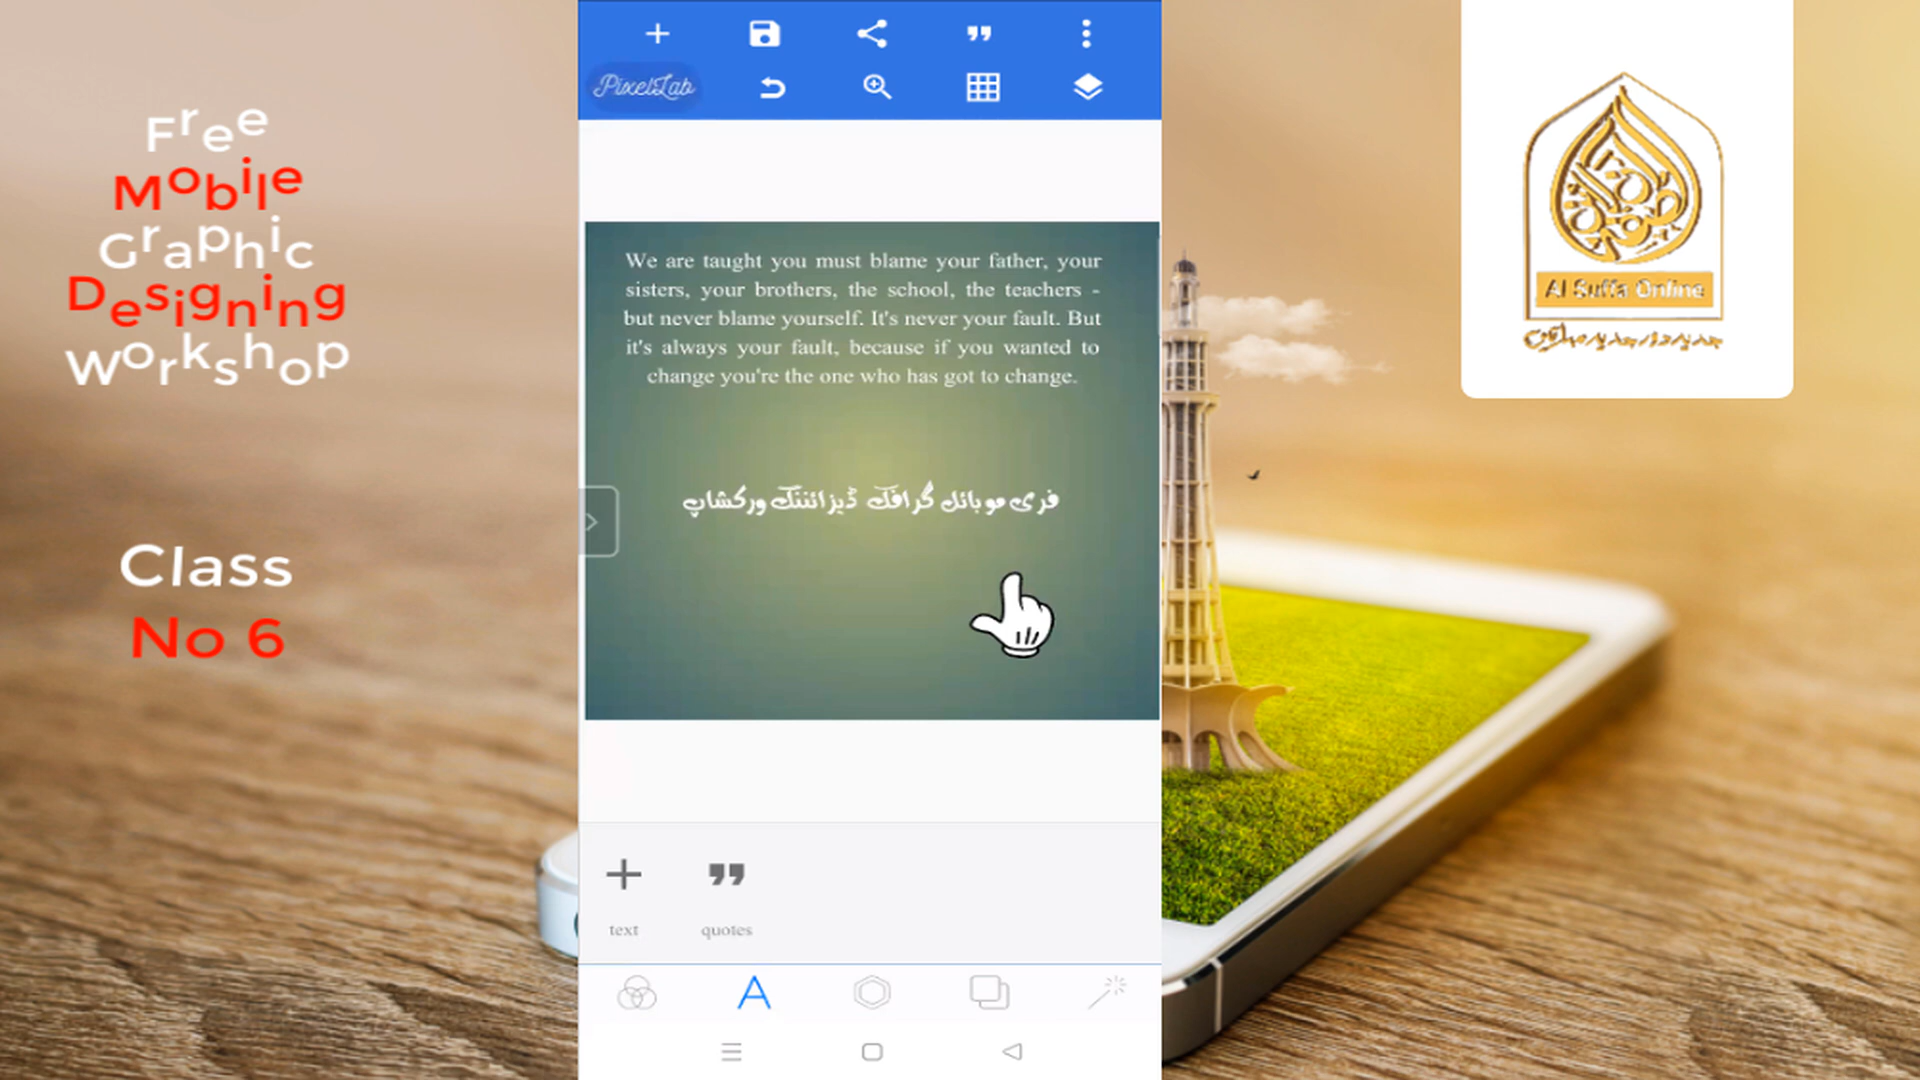 Free
Mobile
Graphic
Designing
Workshop
Class
No 6
PixelLab
We are taught you must blame your father, your
sisters, your brothers, the school, the teachers -
but never blame yourself. It's never your fault. But
it's always your fault, because if you wanted to
change you're the one who has got to change.
فری موبائل گرافک ڈیزائننگ ورکشاپ
text
quotes
Al Suffa Online